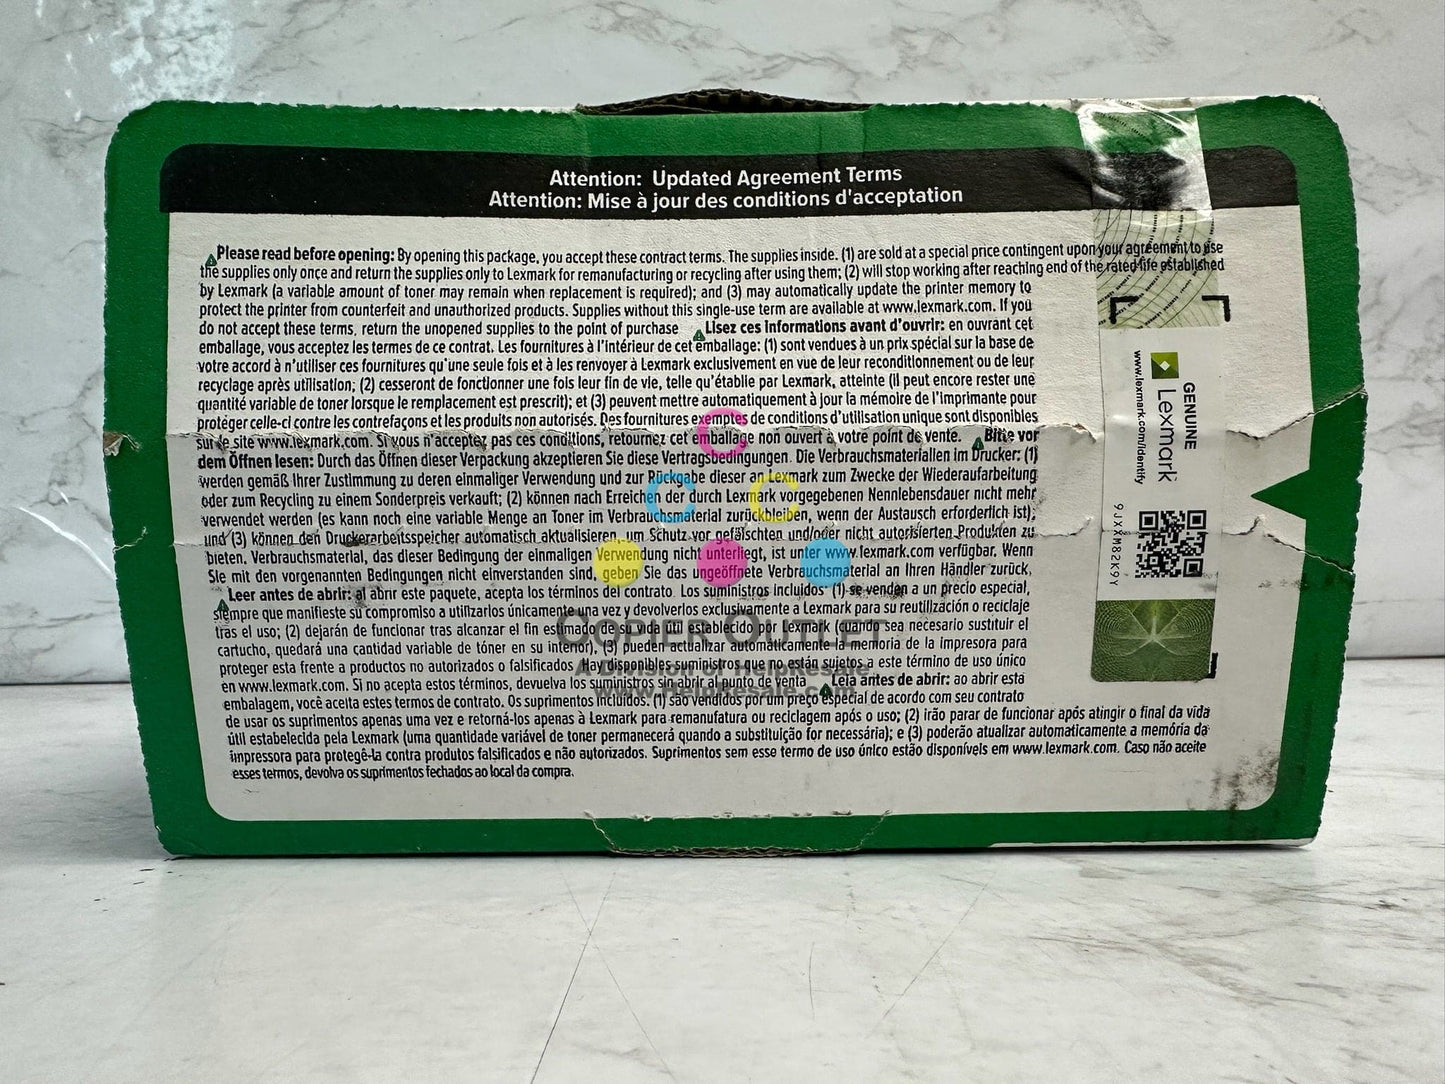 Attention: Updated Agreement Terms
Attention: Mise à jour des conditions d'acceptation
Please read before opening: By opening this package, you accept these contract terms. The supplies inside. (1) are sold at a special price contingent upon your agreement to use
the supplies only once and return the supplies only to Lexmark for remanufacturing or recycling after using them; (2) will stop working after reaching end of the rated life established
by Lexmark (a variable amount of toner may remain when replacement is required); and (3) may automatically update the printer memory to
protect the printer from counterfeit and unauthorized products. Supplies without this single-use term are available at www.lexmark.com. If you
do not accept these terms, return the unopened supplies to the point of purchase Lisez ces informations avant d'ouvrir: en ouvrant cet
emballage, vous acceptez les termes de ce contrat. Les fournitures à l'intérieur de cet emballage: (1) sont vendues à un prix spécial sur la base de
votre accord à n'utiliser ces fournitures qu'une seule fois et à les renvoyer à Lexmark exclusivement en vue de leur reconditionnement ou de leur
recyclage après utilisation; (2) cesseront de fonctionner une fois leur fin de vie, telle qu'établie par Lexmark, atteinte (il peut encore rester une
quantité variable de toner lorsque le remplacement est prescrit); et (3) peuvent mettre automatiquement à jour la mémoire de l'imprimante pour
protéger celle-ci contre les contrefaçons et les produits non autorisés. Des fournitures exemptes de conditions d'utilisation unique sont disponibles
sur le site www.lexmark.com. Si vous n'acceptez pas ces conditions, retournez cet emballage non ouvert à votre point de vente. Bitte vor
dem Öffnen lesen: Durch das Öffnen dieser Verpackung akzeptieren Sie diese Vertragsbedingungen. Die Verbrauchsmaterialien im Drucker: (1)
werden gemäß Ihrer Zustimmung zu deren einmaliger Verwendung und zur Rückgabe dieser an Lexmark zum Zwecke der Wiederaufarbeitung
oder zum Recycling zu einem Sonderpreis verkauft; (2) können nach Erreichen der durch Lexmark vorgegebenen Nennlebensdauer nicht mehr
verwendet werden (es kann noch eine variable Menge an Toner im Verbrauchsmaterial zurückbleiben, wenn der Austausch erforderlich ist);
und (3) können den Druckerarbeitsspeicher automatisch aktualisieren, um Schutz vor gefälschten und/oder nicht autorisierten Produkten zu
bieten. Verbrauchsmaterial, das dieser Bedingung der einmaligen Verwendung nicht unterliegt, ist unter www.lexmark.com verfügbar. Wenn
Sie mit den vorgenannten Bedingungen nicht einverstanden sind, geben Sie das ungeöffnete Verbrauchsmaterial an Ihren Händler zurück,
Leer antes de abrir: al abrir este paquete, acepta los términos del contrato. Los suministros incluidos: (1) se venden a un precio especial,
siempre que manifieste su compromiso a utilizarlos únicamente una vez y devolverlos exclusivamente a Lexmark para su reutilización o reciclaje
tras el uso; (2) dejarán de funcionar tras alcanzar el fin estimado de su vida útil establecido por Lexmark (cuando sea necesario sustituir el
cartucho, quedará una cantidad variable de tóner en su interior). (3) pueden actualizar automáticamente la memoria de la impresora para
proteger esta frente a productos no autorizados o falsificados Hay Disponibles suministros que no están sujetos a este término de uso único
en www.lexmark.com. Si no acepta estos términos, devuelva los suministros sin abrir al punto de venta Leia antes de abrir: ao abrir esta
embalagem, você aceita estes termos de contrato. Os suprimentos incluídos. (1) são vendidos por um preço especial de acordo com seu contrato
de usar os suprimentos apenas uma vez e retorná-los apenas à Lexmark para remanufatura ou reciclagem após o uso; (2) irão parar de funcionar após atingir o final da vida
útil estabelecida pela Lexmark (uma quantidade variável de toner permanecerá quando a substituição for necessária); e (3) poderão atualizar automaticamente a memória da
impressora para protegê-la contra produtos falsificados e não autorizados. Suprimentos sem esse termo de uso único estão disponíveis em www.lexmark.com. Caso não aceite
esses termos, devolva os suprimentos fechados ao local da compra.
GENUINE
Lexmark
www.lexmark.com/identify
9JXXM82K9Y
COPIER OUTLET
A Division of HelpResale
www.HelpResale.com